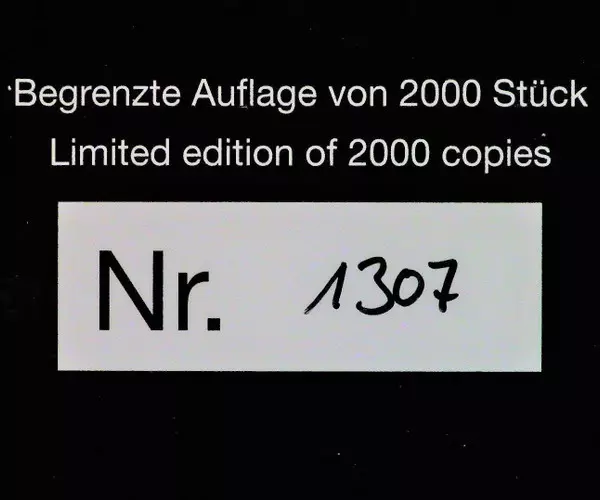 Begrenzte Auflage von 2000 Stück
Limited edition of 2000 copies
Nr. 1307